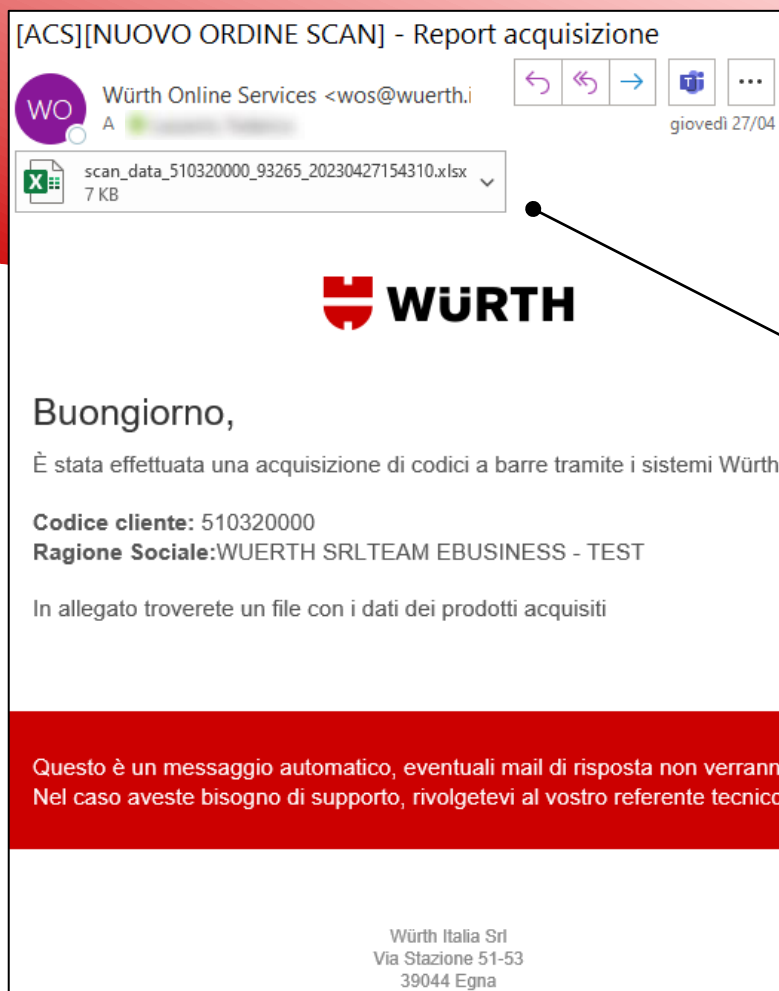 [ACS][NUOVO ORDINE SCAN] - Report acquisizione
WO
Würth Online Services <wos@wuerth.i
A
giovedì 27/04
scan_data_510320000_93265_20230427154310.xlsx
7 KB
WÜRTH
Buongiorno,
È stata effettuata una acquisizione di codici a barre tramite i sistemi Würth
Codice cliente: 510320000
Ragione Sociale:WUERTH SRLTEAM EBUSINESS - TEST
In allegato troverete un file con i dati dei prodotti acquisiti
Questo è un messaggio automatico, eventuali mail di risposta non verrann
Nel caso aveste bisogno di supporto, rivolgetevi al vostro referente tecnico
Würth Italia Srl
Via Stazione 51-53
39044 Egna